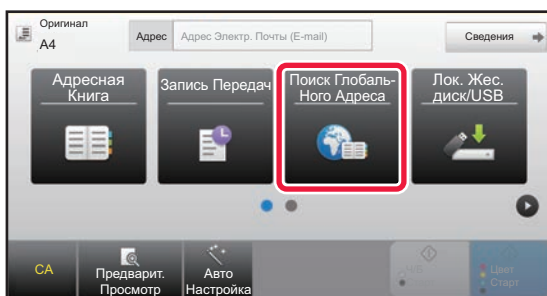 Оригинал
A4
Адрес
Адрес Электр. Почты (E-mail)
Сведения
Адресная
Книга
Запись Передач
Поиск Глобаль-
Ного Адреса
Лок. Жес.
диск/USB
CA
Предварит.
Просмотр
Авто
Настройка
Ч/Б
Старт
Цвет
Старт